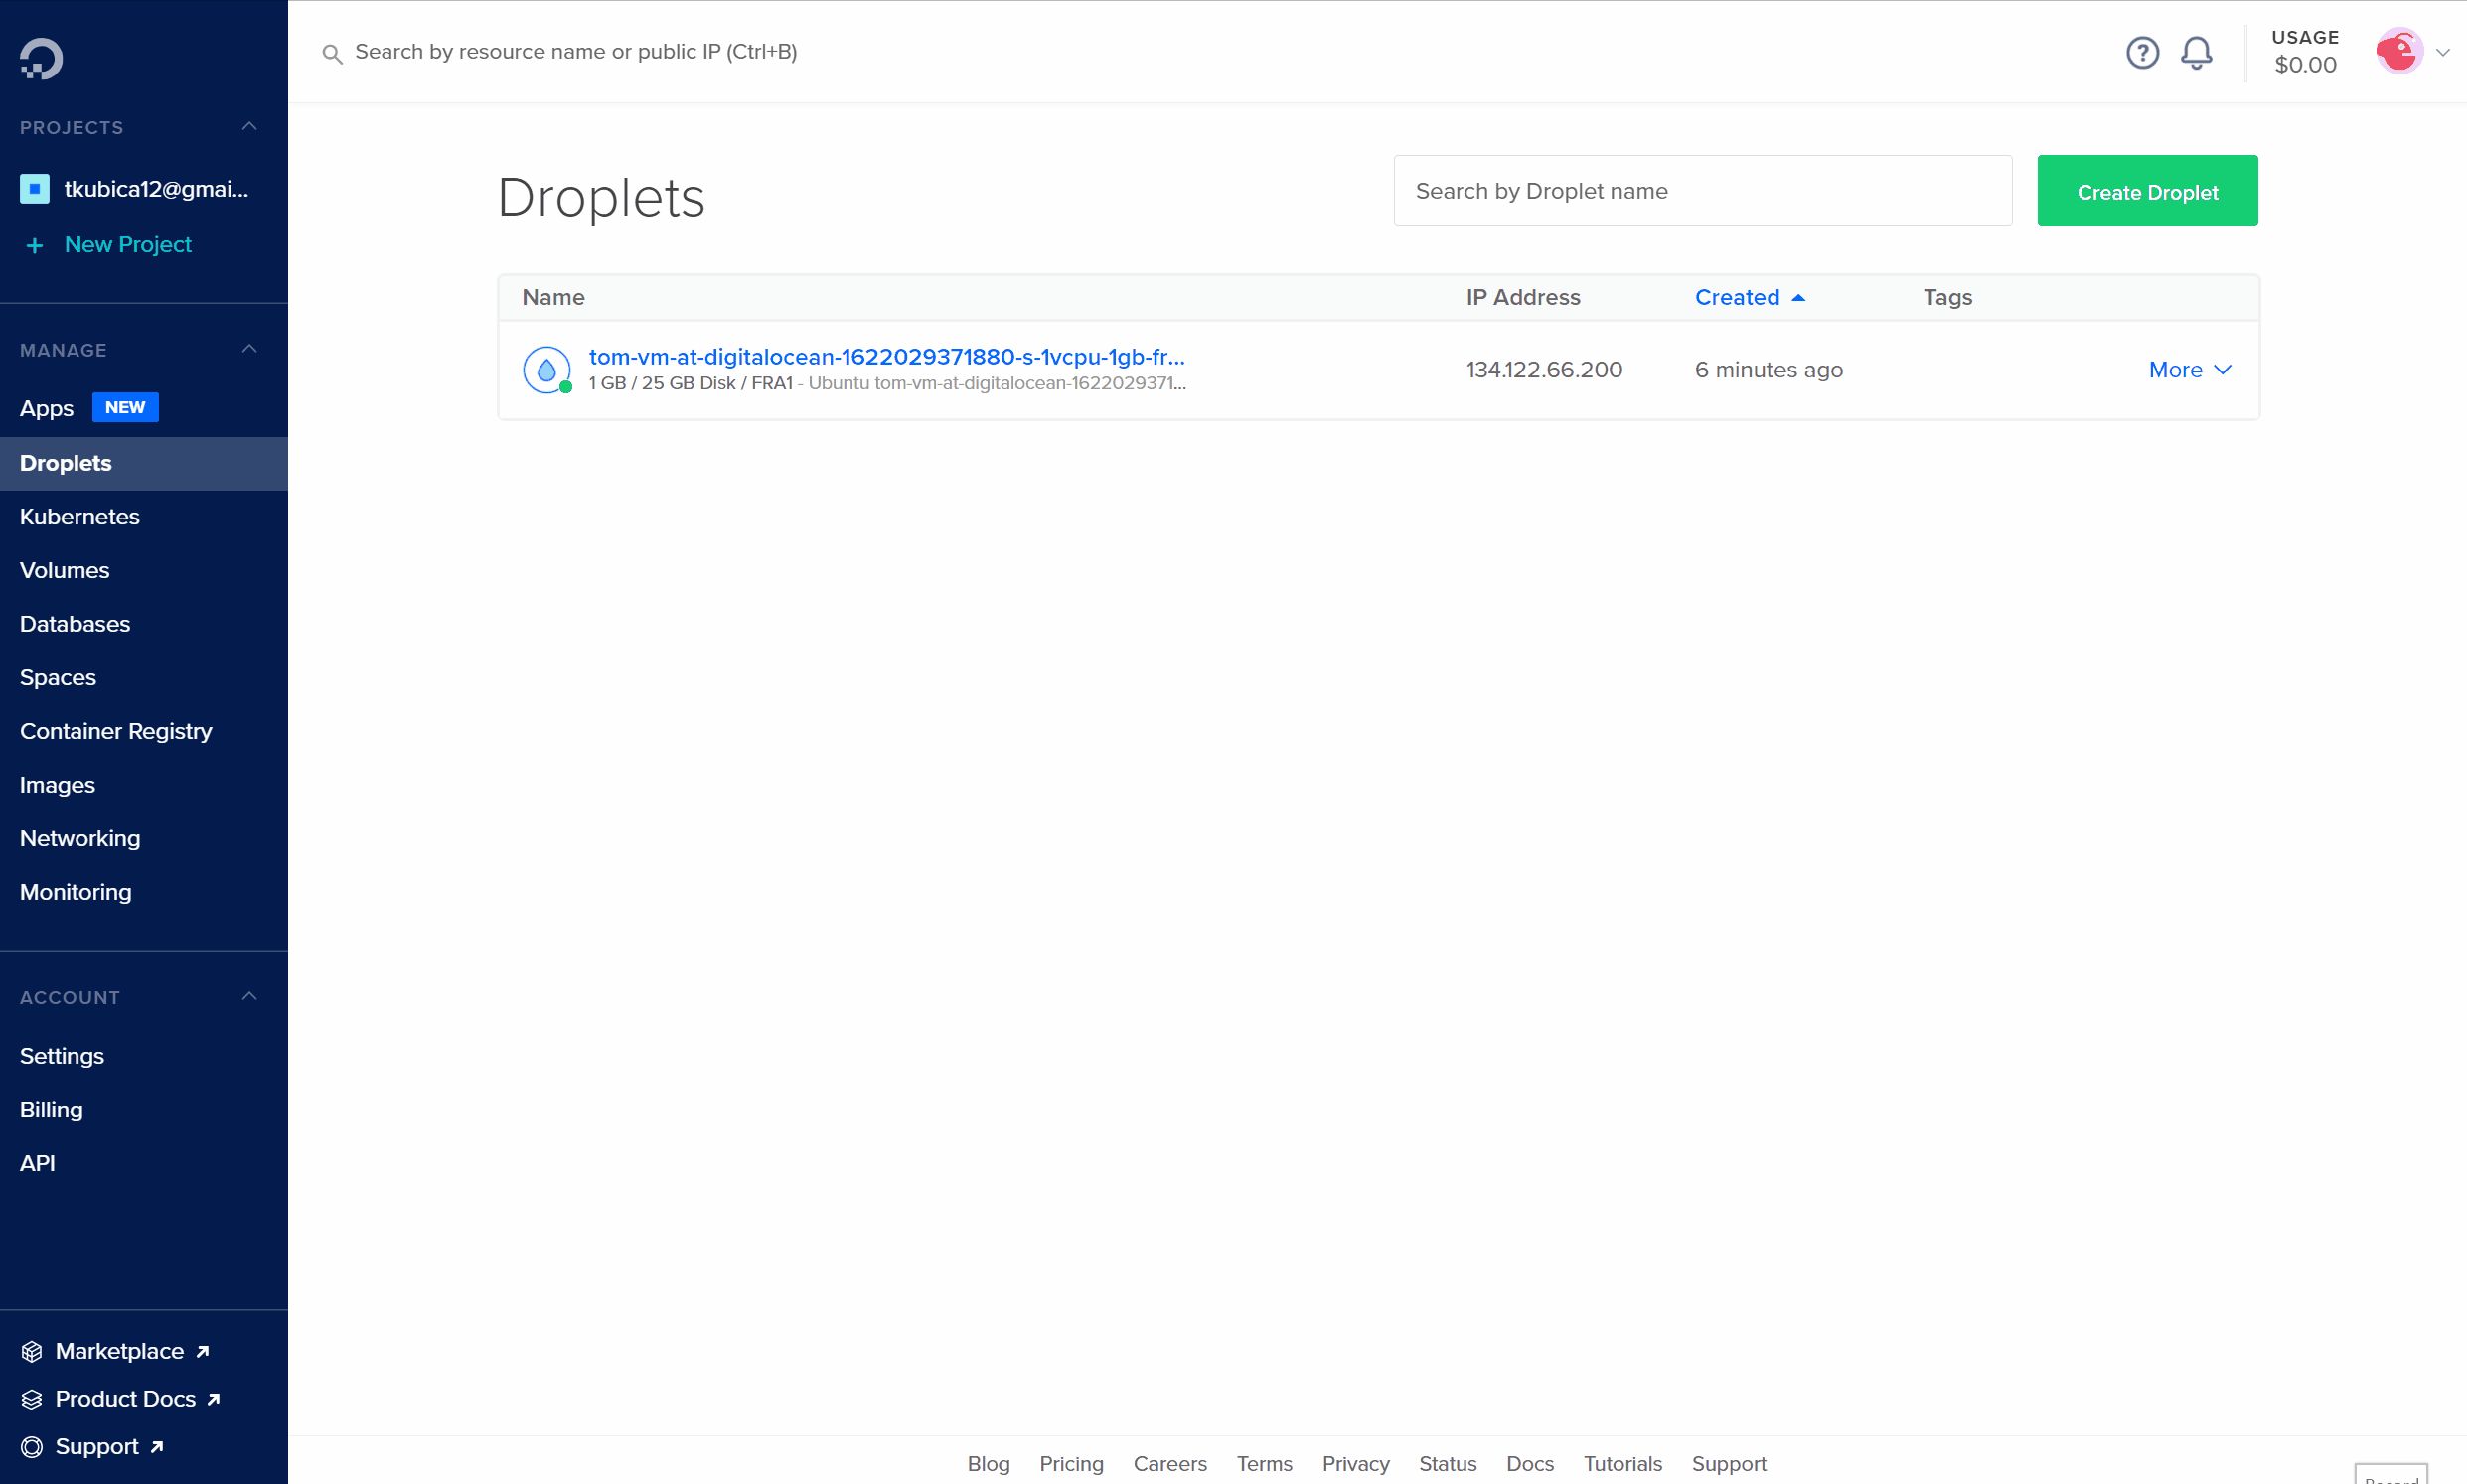 Search by resource name or public IP (Ctrl+B)
USAGE
$0.00
PROJECTS
tkubica12@gmai...
New Project
MANAGE
Apps NEW
Droplets
Kubernetes
Volumes
Databases
Spaces
Container Registry
Images
Networking
Monitoring
ACCOUNT
Settings
Billing
API
Marketplace
Product Docs
Support
Droplets
Search by Droplet name
Create Droplet
Name IP Address Created Tags
tom-vm-at-digitalocean-1622029371880-s-1vcpu-1gb-fr...
1 GB / 25 GB Disk / FRA1 - Ubuntu tom-vm-at-digitalocean-1622029371...
134.122.66.200
6 minutes ago
More
Blog Pricing Careers Terms Privacy Status Docs Tutorials Support